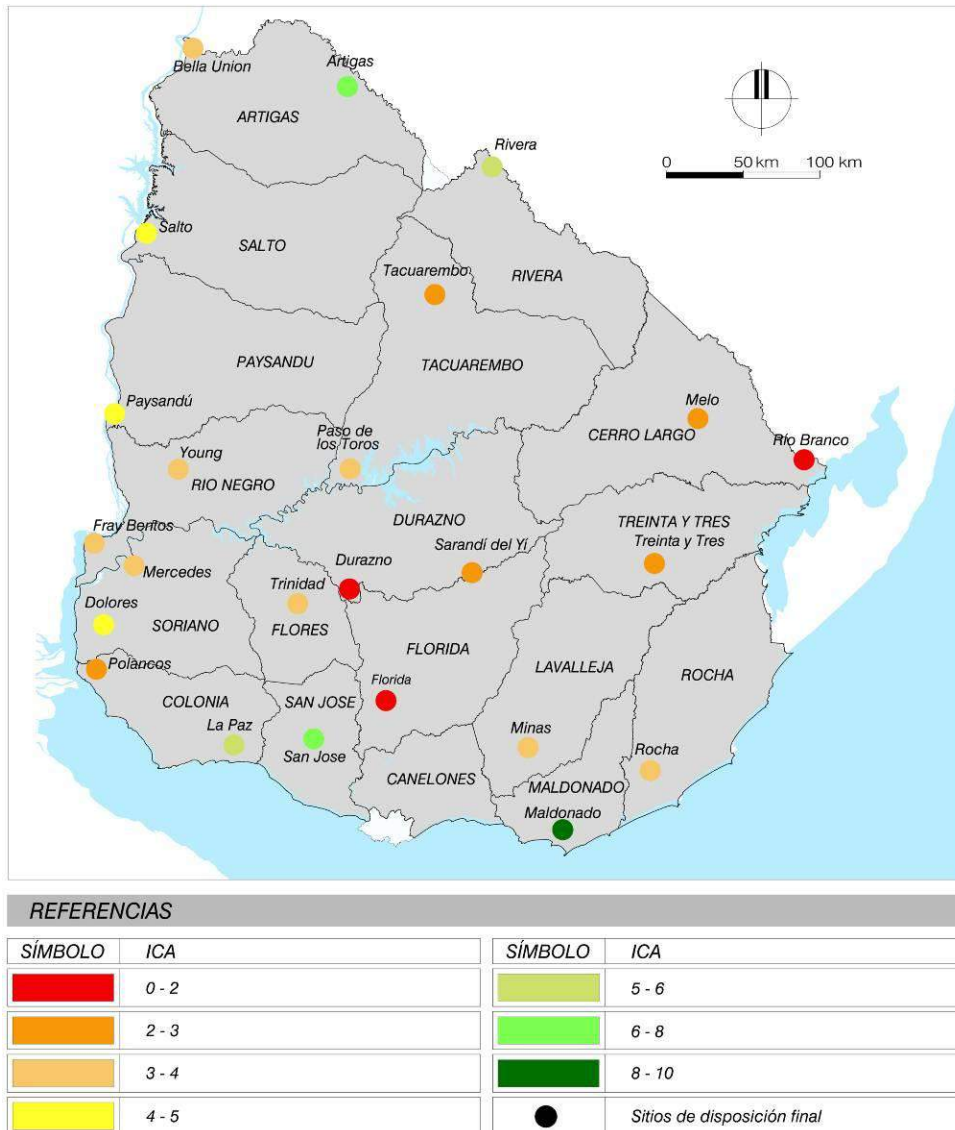 Bella Union
Artigas
ARTIGAS
Rivera
0 50 km 100 km
Salto
SALTO
RIVERA
Tacuarembo
PAYSANDU
TACUAREMBO
Paysandú
Melo
CERRO LARGO
Young
Paso de
los Toros
Río Branco
RIO NEGRO
DURAZNO
TREINTA Y TRES
Fray Bentos
Treinta y Tres
Sarandí del Yí
Durazno
Mercedes
Trinidad
Dolores
SORIANO
FLORES
FLORIDA
LAVALLEJA
ROCHA
Polancos
Florida
COLONIA
SAN JOSE
La Paz
Minas
San Jose
Rocha
CANELONES
MALDONADO
Maldonado
REFERENCIAS
SÍMBOLO ICA
0 - 2
2 - 3
3 - 4
4 - 5
SÍMBOLO ICA
5 - 6
6 - 8
8 - 10
Sitios de disposición final